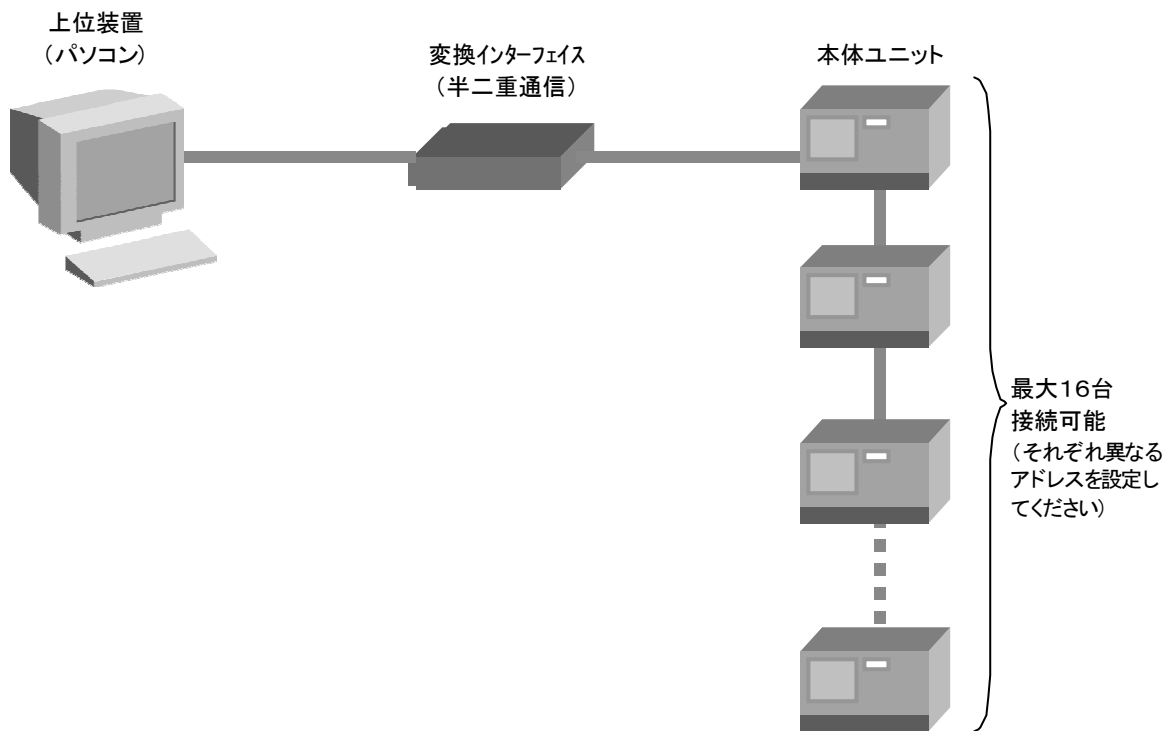 上位装置
（パソコン）
変換インターフェイス
（半二重通信）
本体ユニット
最大１６台
接続可能
（それぞれ異なる
アドレスを設定し
てください）